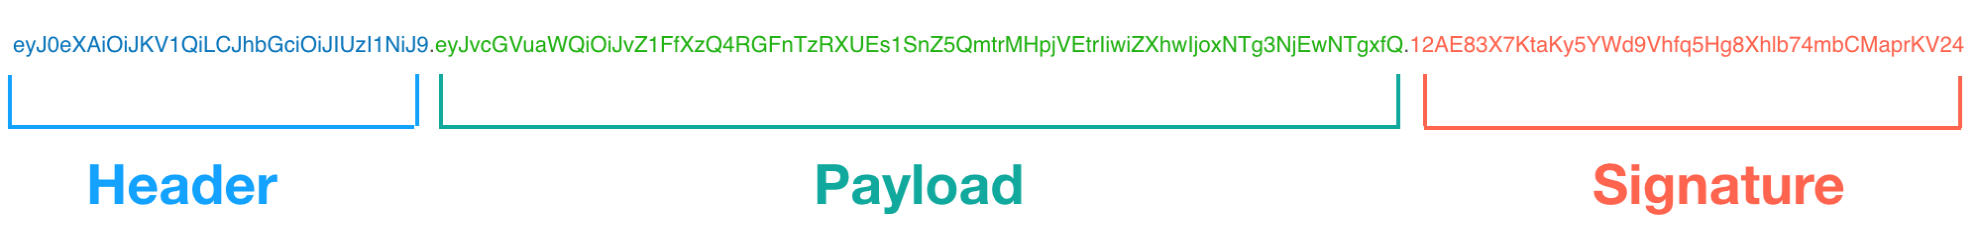 eyJ0eXAiOiJKV1QiLCJhbGciOiJIUzI1NiJ9.eyJvcGVuaWQiOiJvZ1FfXzQ4RGFnTzRXUEs1SnZ5QmtrMHpjVEtrIiwiZXhwIjoxNTg3NjEwNTgxfQ.12AE83X7KtaKy5YWd9Vhfq5Hg8Xhlb74mbCMaprKV24
Header Payload Signature